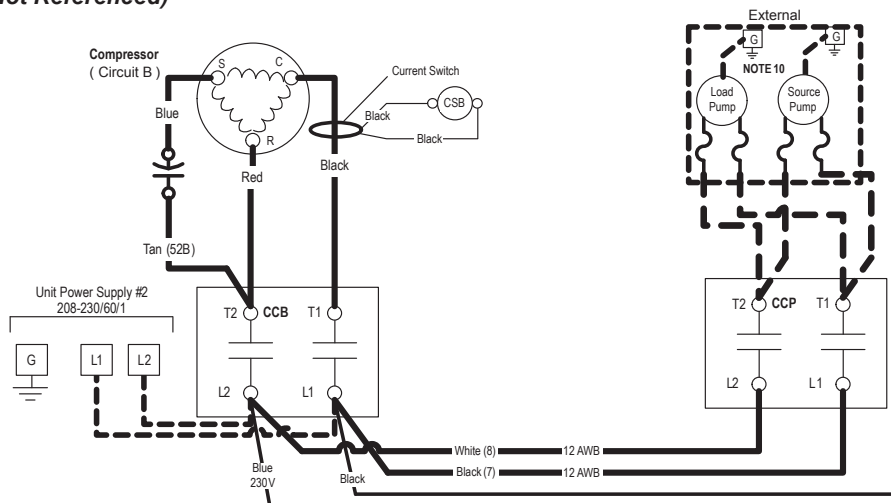 ot Referenced)
External
G
G
NOTE 10
Load
Pump
Source
Pump
Compressor
( Circuit B )
S
C
R
Current Switch
CSB
Black
Black
Blue
Red
Black
Tan (52B)
Unit Power Supply #2
208-230/60/1
G
L1
L2
T2
CCB
T1
L2
L1
T2
CCP
T1
L2
L1
White (8)
12 AWB
Black (7)
12 AWB
Blue
230V
Black